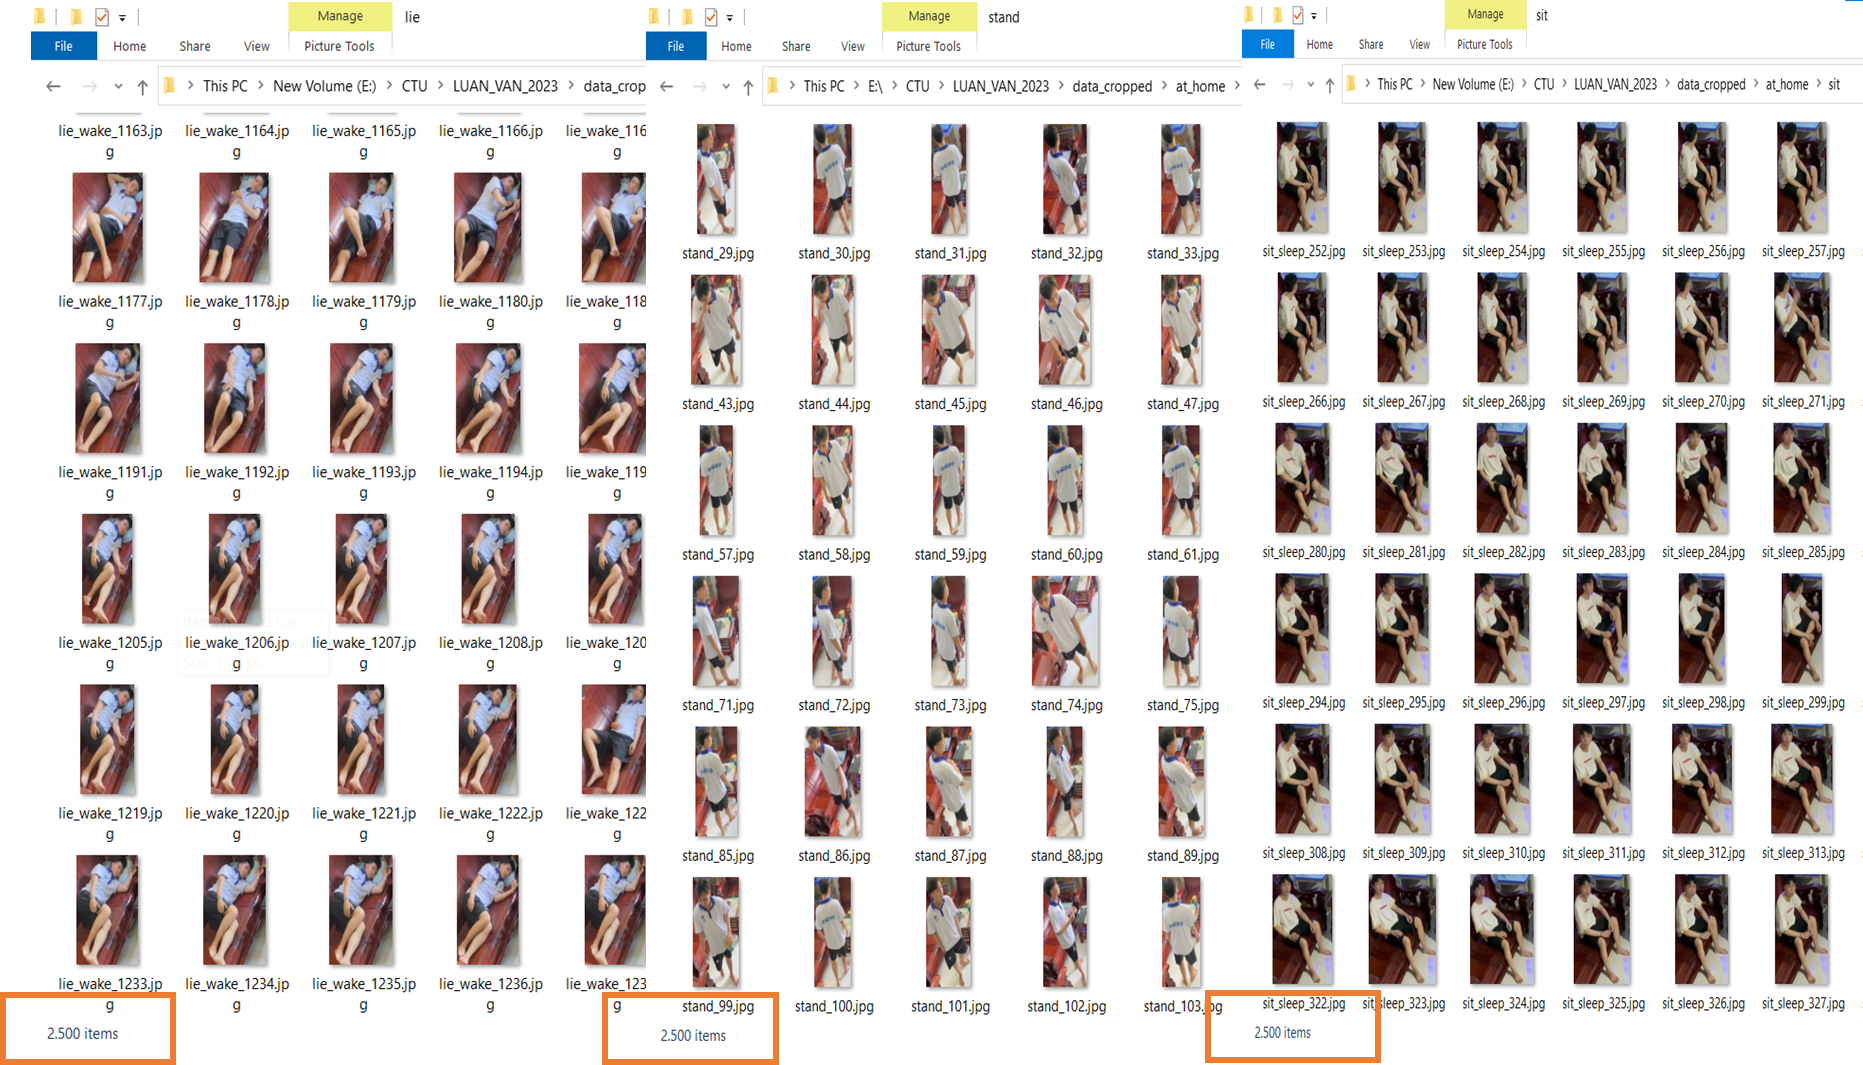 Manage
lie
File
Home
Share
View
Picture Tools
This PC > New Volume (E:) > CTU > LUAN_VAN_2023 > data_crop
lie_wake_1163.jpg
lie_wake_1164.jpg
lie_wake_1165.jpg
lie_wake_1166.jpg
lie_wake_116
g
lie_wake_1177.jpg
lie_wake_1178.jpg
lie_wake_1179.jpg
lie_wake_1180.jpg
lie_wake_118
g
lie_wake_1191.jpg
lie_wake_1192.jpg
lie_wake_1193.jpg
lie_wake_1194.jpg
lie_wake_119
g
lie_wake_1205.jpg
lie_wake_1206.jpg
lie_wake_1207.jpg
lie_wake_1208.jpg
lie_wake_120
g
lie_wake_1219.jpg
lie_wake_1220.jpg
lie_wake_1221.jpg
lie_wake_1222.jpg
lie_wake_122
g
lie_wake_1233.jpg
lie_wake_1234.jpg
lie_wake_1235.jpg
lie_wake_1236.jpg
lie_wake_123
g
2.500 items
Manage
stand
File
Home
Share
View
Picture Tools
This PC > E:\ > CTU > LUAN_VAN_2023 > data_cropped > at_home >
stand_29.jpg
stand_30.jpg
stand_31.jpg
stand_32.jpg
stand_33.jpg
stand_43.jpg
stand_44.jpg
stand_45.jpg
stand_46.jpg
stand_47.jpg
stand_57.jpg
stand_58.jpg
stand_59.jpg
stand_60.jpg
stand_61.jpg
stand_71.jpg
stand_72.jpg
stand_73.jpg
stand_74.jpg
stand_75.jpg
stand_85.jpg
stand_86.jpg
stand_87.jpg
stand_88.jpg
stand_89.jpg
stand_99.jpg
stand_100.jpg
stand_101.jpg
stand_102.jpg
stand_103.jpg
2.500 items
Manage
sit
File
Home
Share
View
Picture Tools
This PC > New Volume (E:) > CTU > LUAN_VAN_2023 > data_cropped > at_home > sit
sit_sleep_252.jpg
sit_sleep_253.jpg
sit_sleep_254.jpg
sit_sleep_255.jpg
sit_sleep_256.jpg
sit_sleep_257.jpg
sit_sleep_266.jpg
sit_sleep_267.jpg
sit_sleep_268.jpg
sit_sleep_269.jpg
sit_sleep_270.jpg
sit_sleep_271.jpg
sit_sleep_280.jpg
sit_sleep_281.jpg
sit_sleep_282.jpg
sit_sleep_283.jpg
sit_sleep_284.jpg
sit_sleep_285.jpg
sit_sleep_294.jpg
sit_sleep_295.jpg
sit_sleep_296.jpg
sit_sleep_297.jpg
sit_sleep_298.jpg
sit_sleep_299.jpg
sit_sleep_308.jpg
sit_sleep_309.jpg
sit_sleep_310.jpg
sit_sleep_311.jpg
sit_sleep_312.jpg
sit_sleep_313.jpg
sit_sleep_322.jpg
sit_sleep_323.jpg
sit_sleep_324.jpg
sit_sleep_325.jpg
sit_sleep_326.jpg
sit_sleep_327.jpg
2.500 items